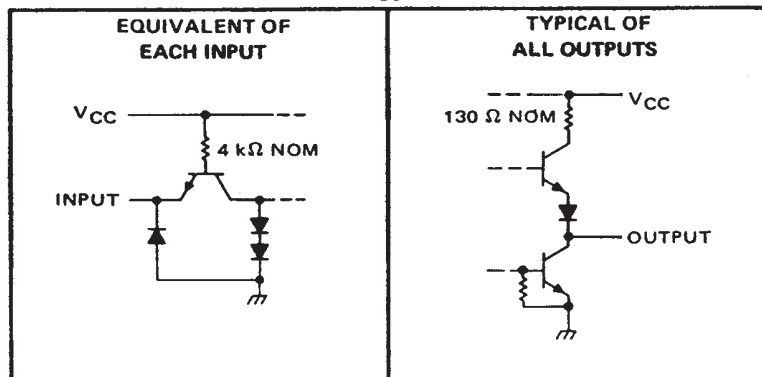 EQUIVALENT OF
EACH INPUT
VCC
4 kΩ NOM
INPUT
TYPICAL OF
ALL OUTPUTS
VCC
130 Ω NOM
OUTPUT